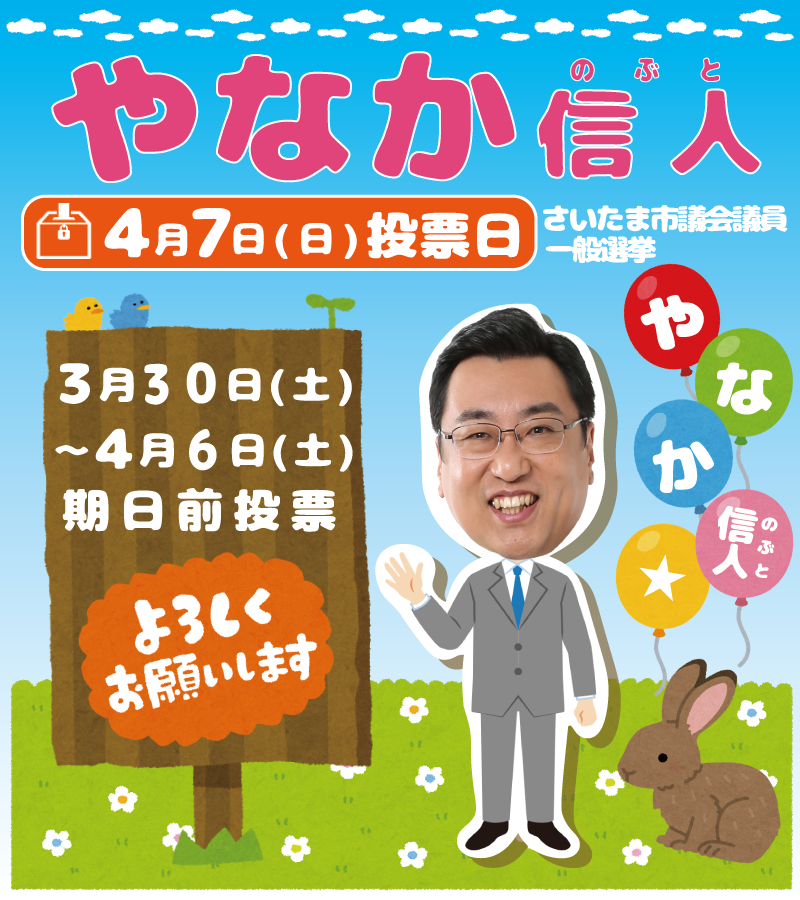 のぶと
やなか信人
4月7日(日)投票日
さいたま市議会議員
一般選挙
3月30日(土)
～4月6日(土)
期日前投票
よろしく
お願いします
や
な
か
信人
のぶと